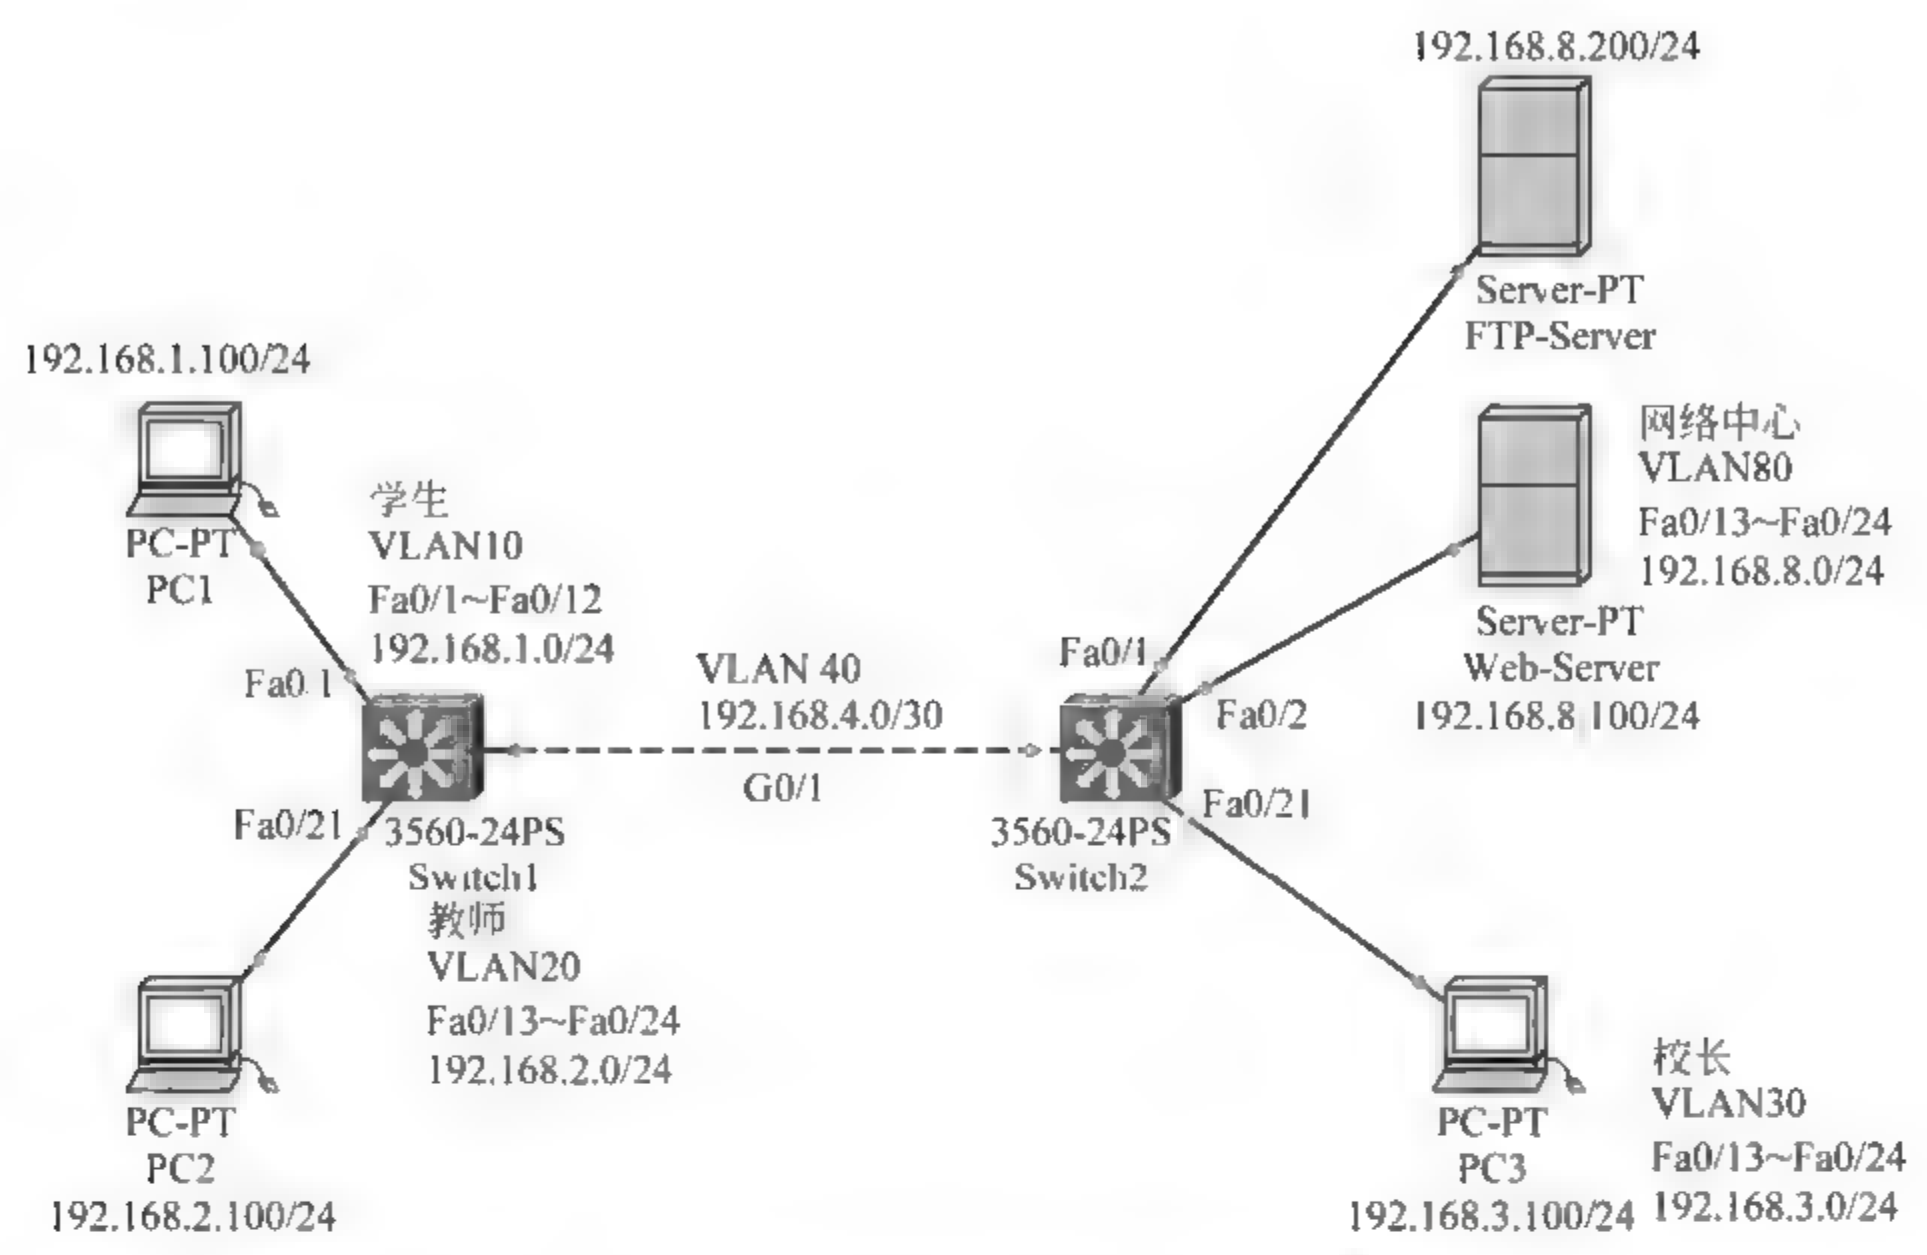 192.168.8.200/24
Server-PT
FTP-Server
192.168.1.100/24
PC-PT
PC1
学生
VLAN10
Fa0/1~Fa0/12
192.168.1.0/24
Fa0 1
网络中心
VLAN80
Fa0/13~Fa0/24
192.168.8.0/24
Server-PT
Web-Server
192.168.8.100/24
VLAN 40
192.168.4.0/30
G0/1
Fa0/1
Fa0/2
Fa0/21
Fa0/21
3560-24PS
Switch1
3560-24PS
Switch2
教师
VLAN20
Fa0/13~Fa0/24
192.168.2.0/24
PC-PT
PC2
192.168.2.100/24
PC-PT
PC3
192.168.3.100/24
校长
VLAN30
Fa0/13~Fa0/24
192.168.3.0/24